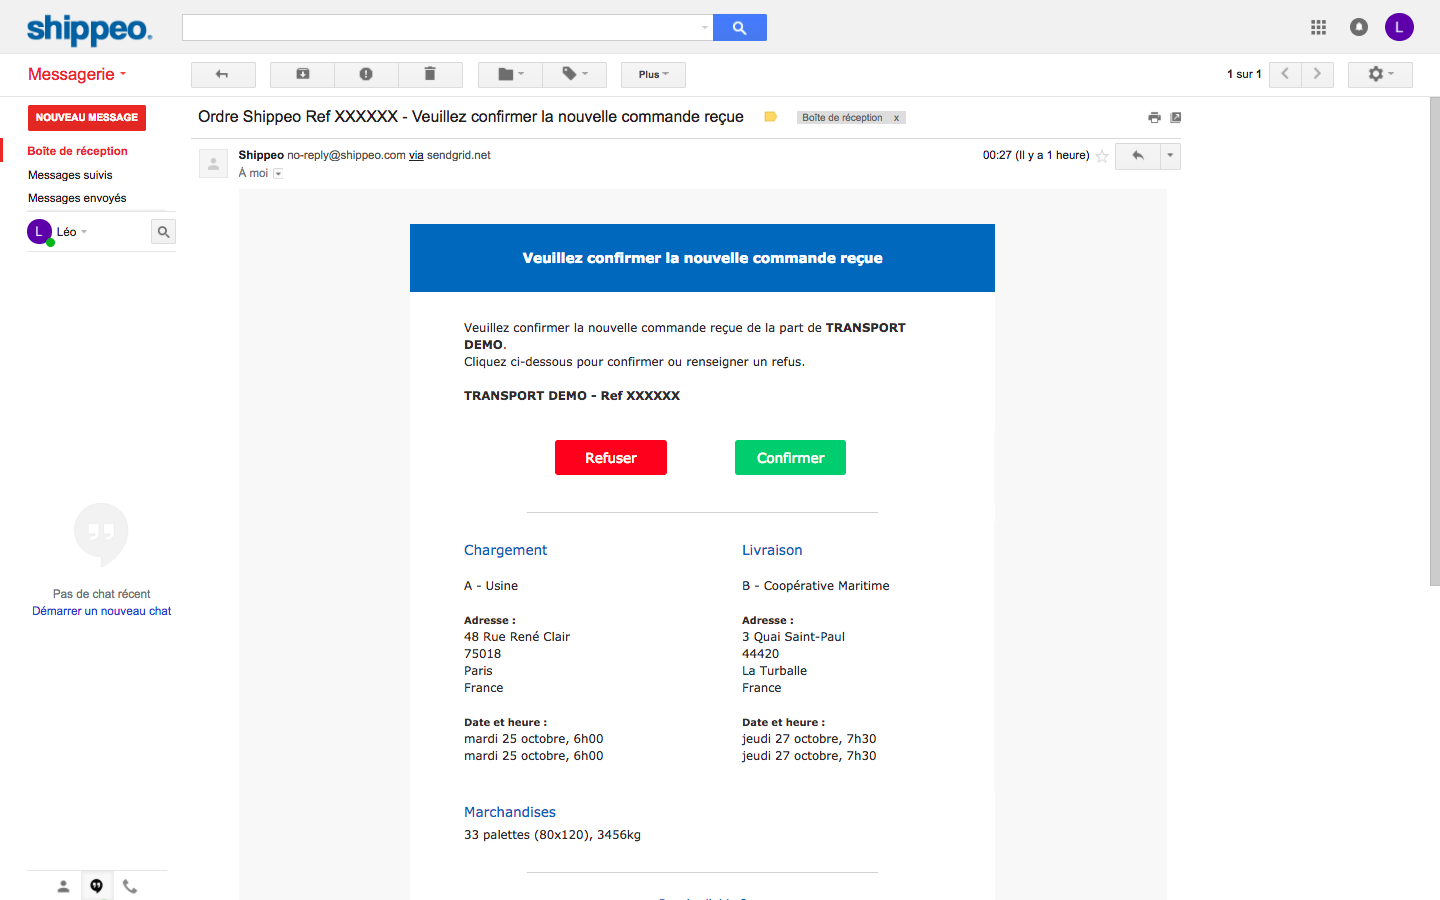 shippeo.
L
Messagerie
Plus
1 sur 1
NOUVEAU MESSAGE
Boîte de réception
Messages suivis
Messages envoyés
L
Léo
Pas de chat récent
Démarrer un nouveau chat
Ordre Shippeo Ref XXXXXX - Veuillez confirmer la nouvelle commande reçue
Boîte de réception x
Shippeo no-reply@shippeo.com via sendgrid.net
00:27 (Il y a 1 heure)
À moi
Veuillez confirmer la nouvelle commande reçue
Veuillez confirmer la nouvelle commande reçue de la part de TRANSPORT
DEMO.
Cliquez ci-dessous pour confirmer ou renseigner un refus.
TRANSPORT DEMO - Ref XXXXXX
Refuser
Confirmer
Chargement
A - Usine
Adresse :
48 Rue René Clair
75018
Paris
France
Date et heure :
mardi 25 octobre, 6h00
mardi 25 octobre, 6h00
Livraison
B - Coopérative Maritime
Adresse :
3 Quai Saint-Paul
44420
La Turballe
France
Date et heure :
jeudi 27 octobre, 7h30
jeudi 27 octobre, 7h30
Marchandises
33 palettes (80x120), 3456kg